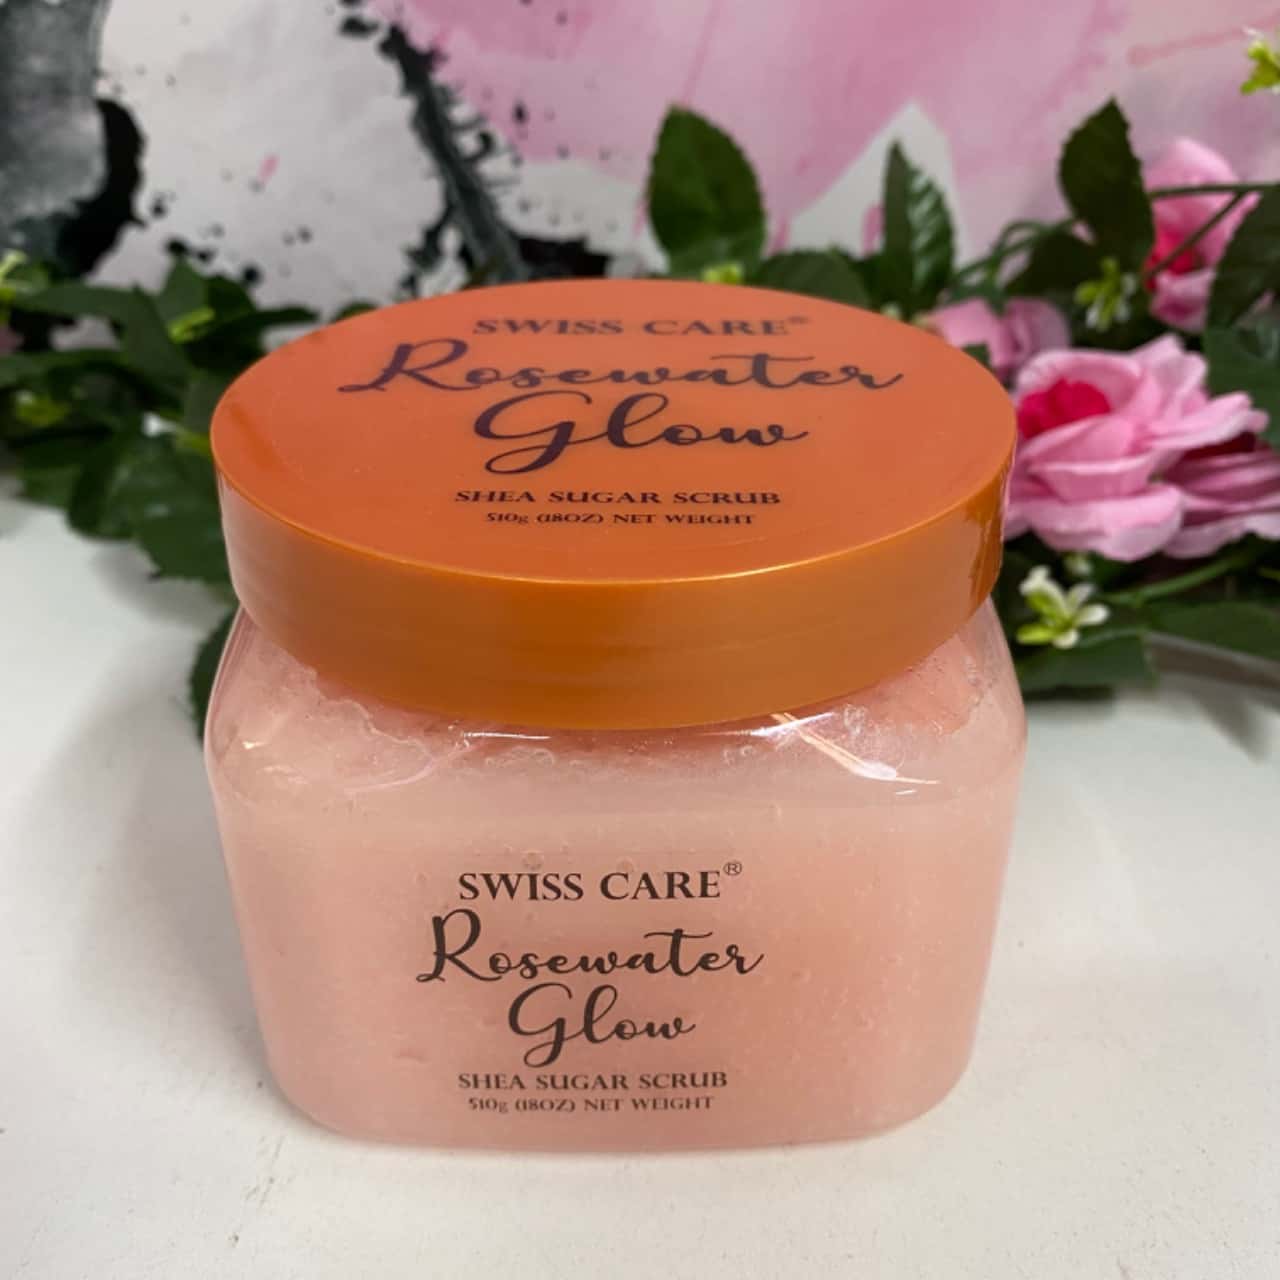 SWISS CARE®
Rosewater
Glow
SHEA SUGAR SCRUB
510g (18OZ) NET WEIGHT
SWISS CARE®
Rosewater
Glow
SHEA SUGAR SCRUB
510g (18OZ) NET WEIGHT